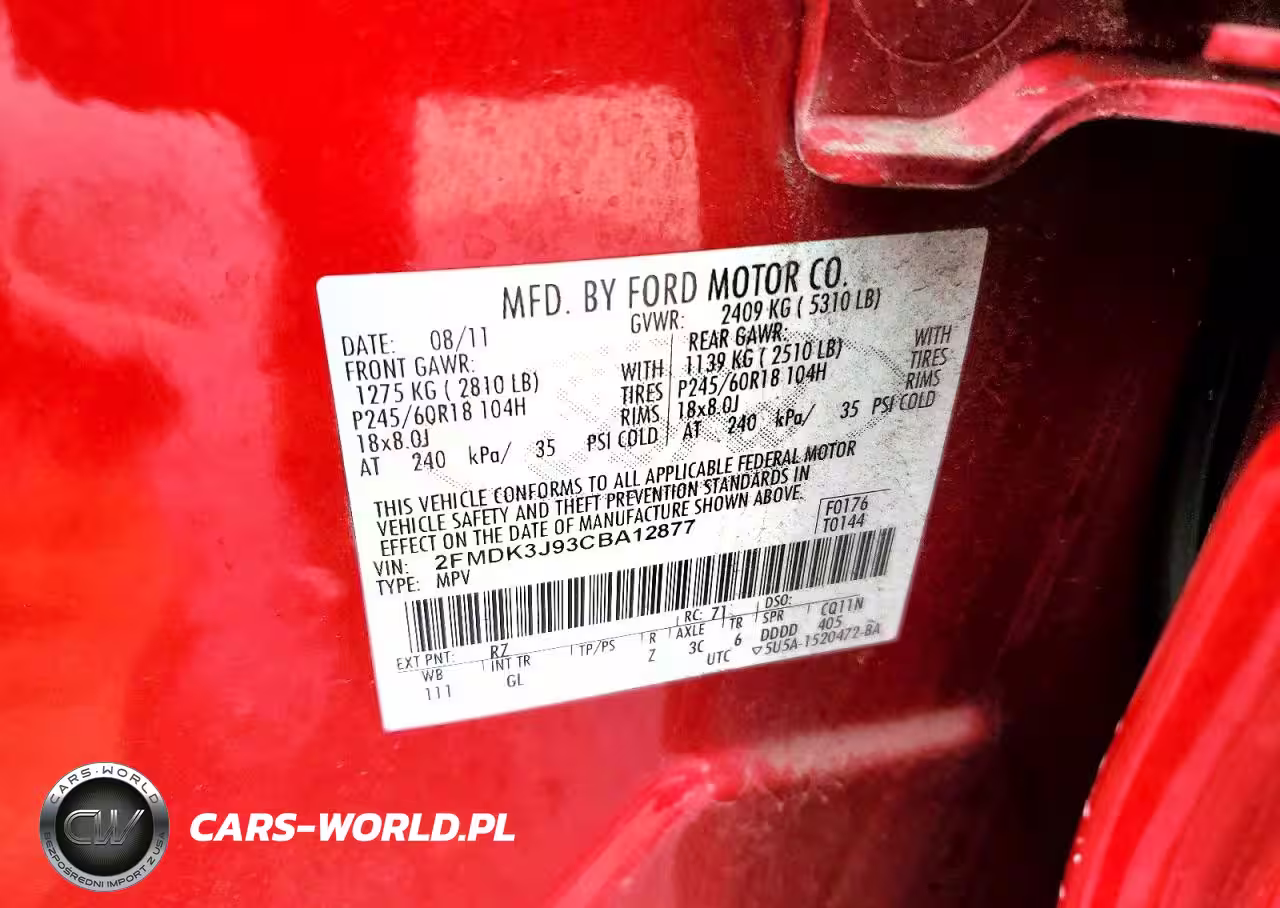 MFD. BY FORD MOTOR CO.
DATE: 08/11 GVWR: 2409 KG ( 5310 LB)
FRONT GAWR: WITH
1275 KG ( 2810 LB) TIRES
P245/60R18 104H RIMS
18x8.0J
AT 240 kPa/ 35 PSI COLD
REAR GAWR: WITH
1139 KG ( 2510 LB) TIRES
P245/60R18 104H RIMS
18x8.0J
AT 240 kPa/ 35 PSI COLD
THIS VEHICLE CONFORMS TO ALL APPLICABLE FEDERAL MOTOR
VEHICLE SAFETY AND THEFT PREVENTION STANDARDS IN
EFFECT ON THE DATE OF MANUFACTURE SHOWN ABOVE.
VIN: 2FMDK3J93CBA12877
TYPE: MPV
F0176
T0144
RC: 71 DSO:
EXT PNT: RZ TP/PS R AXLE TR SPR CQ11N
WB INT TR Z 3C 6 DDDD 405
111 GL UTC ▽5U5A-1520472-BA
CARS-WORLD
CW
BEZPOŚREDNI IMPORT Z USA
CARS-WORLD.PL